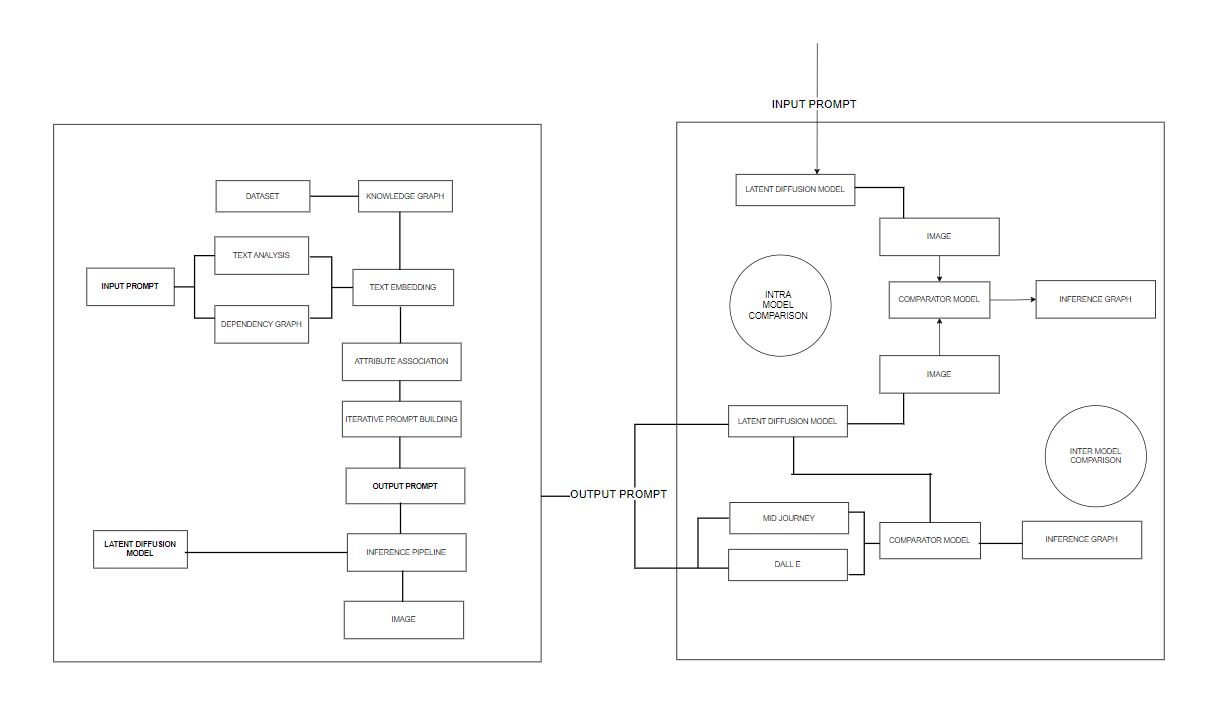 INPUT PROMPT
DATASET
KNOWLEDGE GRAPH
TEXT ANALYSIS
INPUT PROMPT
TEXT EMBEDDING
DEPENDENCY GRAPH
ATTRIBUTE ASSOCIATION
ITERATIVE PROMPT BUILDIING
OUTPUT PROMPT
LATENT DIFFUSION
MODEL
INFERENCE PIPELINE
IMAGE
OUTPUT PROMPT
LATENT DIFFUSION MODEL
IMAGE
INTRA
MODEL
COMPARISON
COMPARATOR MODEL
INFERENCE GRAPH
IMAGE
LATENT DIFFUSION MODEL
INTER MODEL
COMPARISON
MID JOURNEY
COMPARATOR MODEL
INFERENCE GRAPH
DALL E